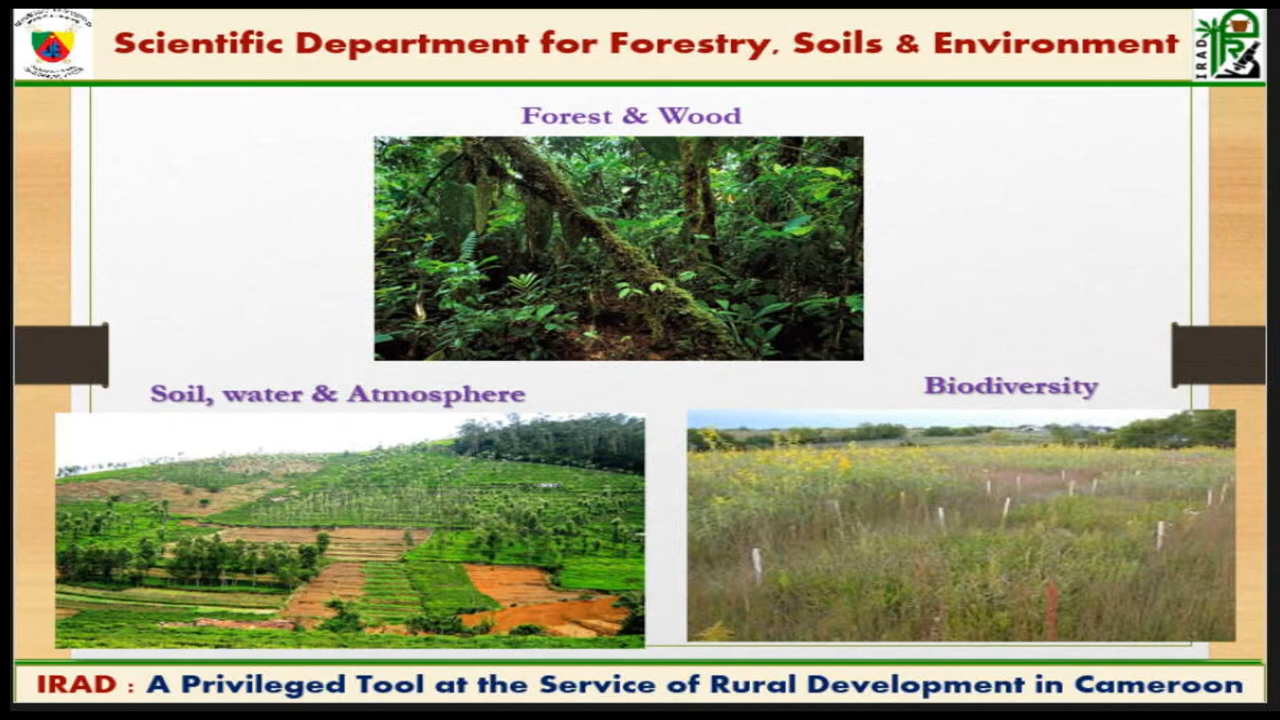 Scientific Department for Forestry, Soils & Environment
IRAD
Forest & Wood
Soil, water & Atmosphere
Biodiversity
IRAD : A Privileged Tool at the Service of Rural Development in Cameroon